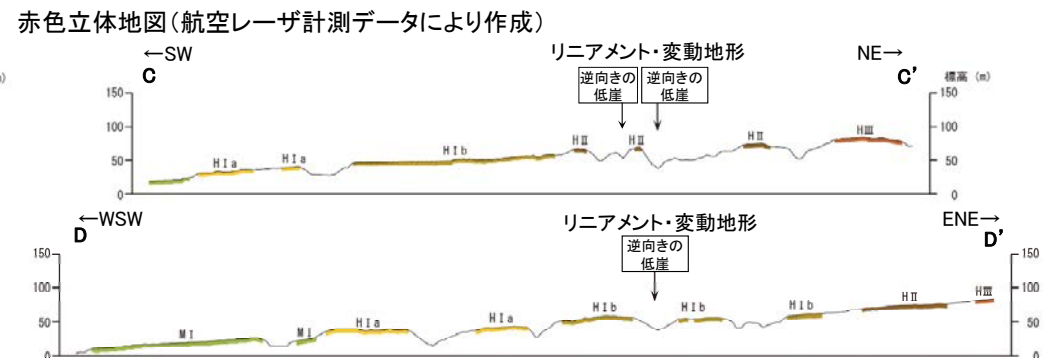 赤色立体地図(航空レーザ計測データにより作成)
←SW
リニアメント・変動地形
NE→
C
逆向きの
低崖
逆向きの
低崖
C'
標高 (m)
150
150
100
100
50
50
0
0
HⅠa
HⅠa
HⅠb
HⅡ
HⅡ
HⅡ
HⅢ
←WSW
リニアメント・変動地形
ENE→
D
逆向きの
低崖
D'
150
150
100
100
50
50
0
0
MⅠ
MⅠ
HⅠa
HⅠa
HⅠb
HⅠb
HⅠb
HⅡ
HⅢ